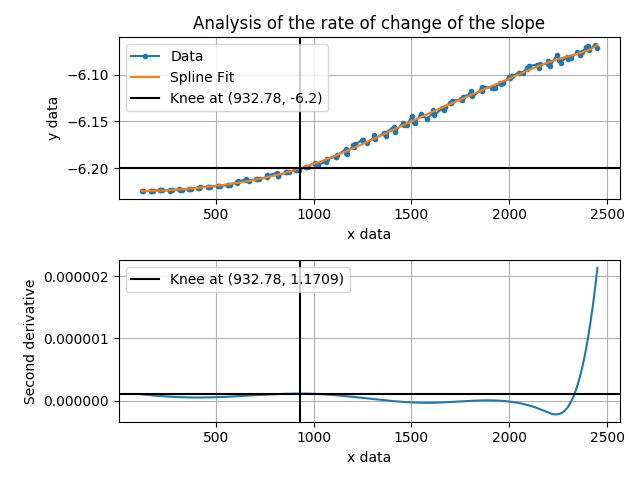 Analysis of the rate of change of the slope
Data
Spline Fit
Knee at (932.78, -6.2)
y data
−6.10
−6.15
−6.20
500 1000 1500 2000 2500
x data
Knee at (932.78, 1.1709)
Second derivative
0.000002
0.000001
0.000000
500 1000 1500 2000 2500
x data